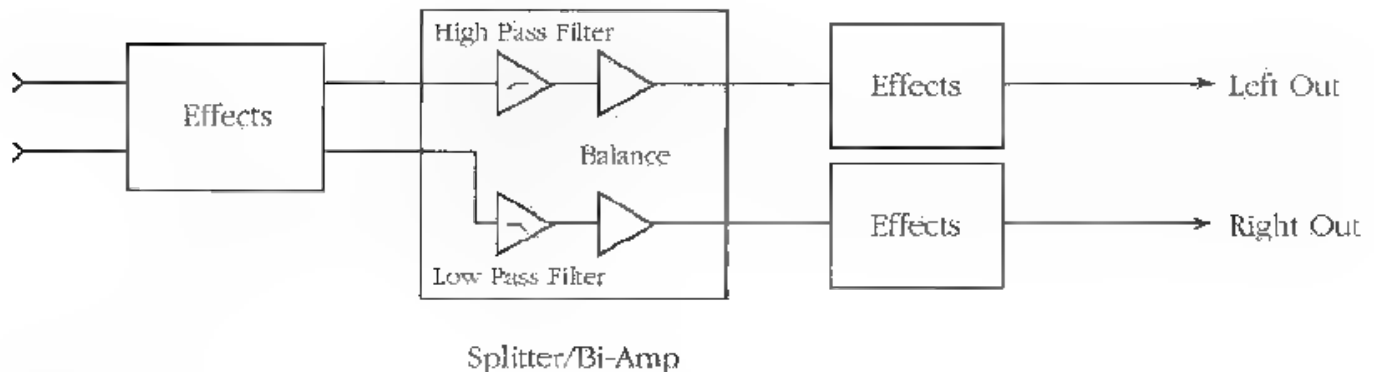 High Pass Filter
Effects
Effects
Left Out
Balance
Effects
Right Out
Low Pass Filter
Splitter/Bi-Amp